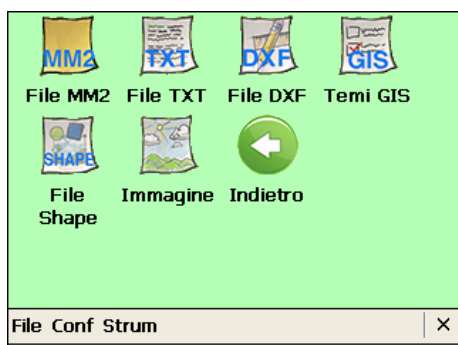 MM2 TXT DXF GIS
File MM2 File TXT File DXF Temi GIS
SHAPE
File Immagine Indietro
Shape
File Conf Strum